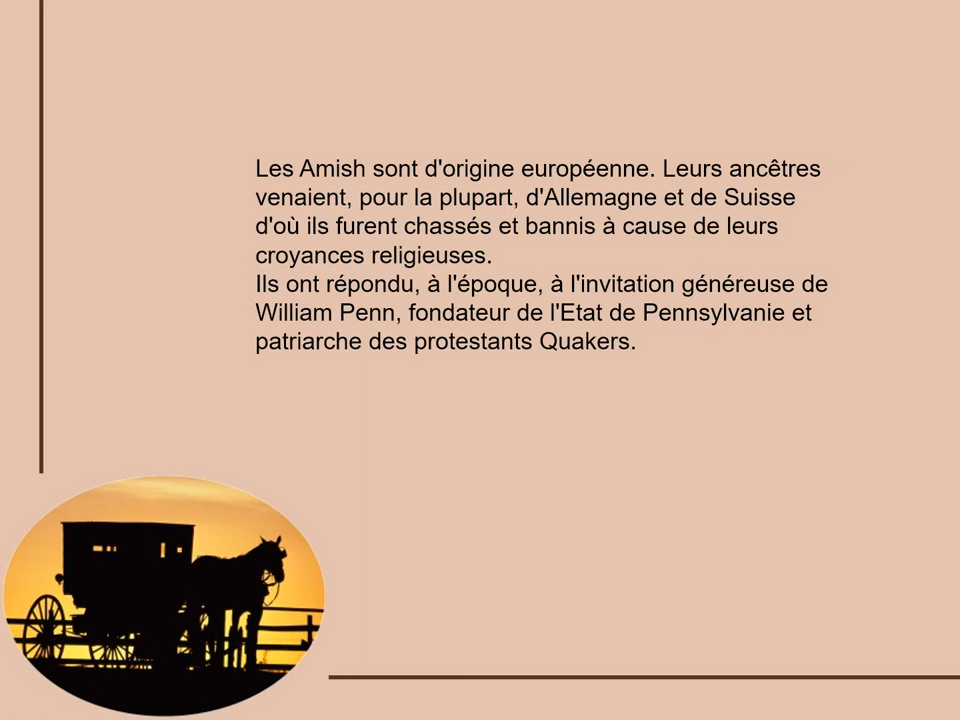 Les Amish sont d'origine européenne. Leurs ancêtres
venaient, pour la plupart, d'Allemagne et de Suisse
d'où ils furent chassés et bannis à cause de leurs
croyances religieuses.
Ils ont répondu, à l'époque, à l'invitation généreuse de
William Penn, fondateur de l'Etat de Pennsylvanie et
patriarche des protestants Quakers.